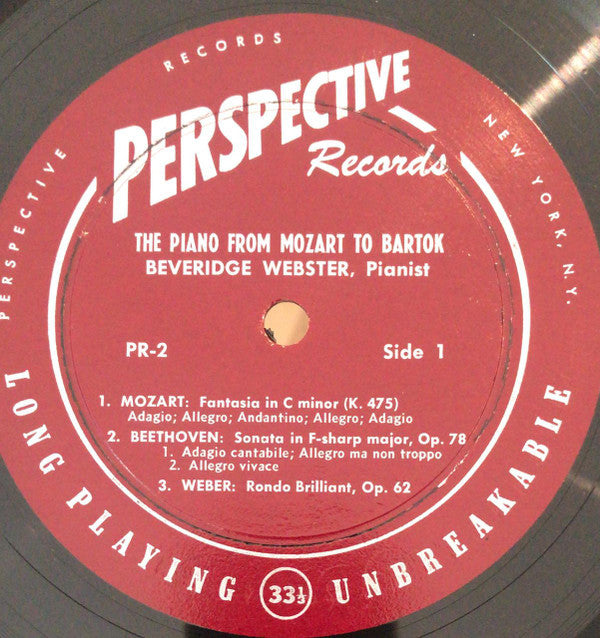 PERSPECTIVE RECORDS NEW YORK, N.Y.
PERSPECTIVE
Records
THE PIANO FROM MOZART TO BARTOK
BEVERIDGE WEBSTER, Pianist
PR-2 Side 1
1. MOZART: Fantasia in C minor (K. 475)
Adagio; Allegro; Andantino; Allegro; Adagio
2. BEETHOVEN: Sonata in F-sharp major, Op. 78
1. Adagio cantabile; Allegro ma non troppo
2. Allegro vivace
3. WEBER: Rondo Brilliant, Op. 62
LONG PLAYING 33⅓ UNBREAKABLE